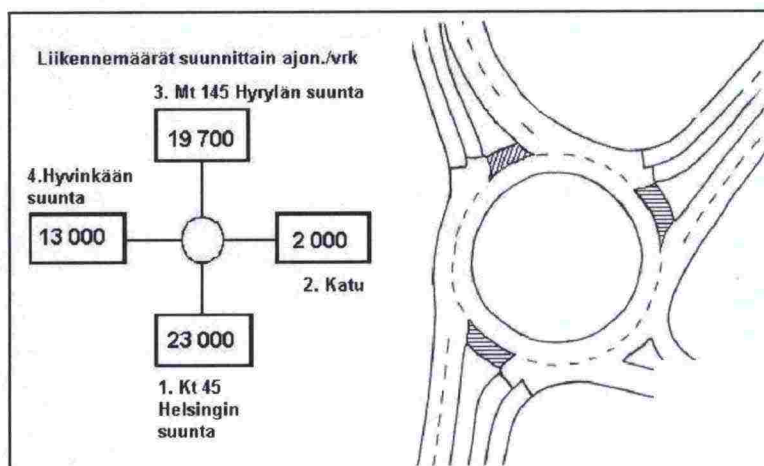 Liikennemäärät suunnittain ajon./vrk
3. Mt 145 Hyrylän suunta
19 700
4.Hyvinkään
suunta
13 000
2 000
2. Katu
23 000
1. Kt 45
Helsingin
suunta